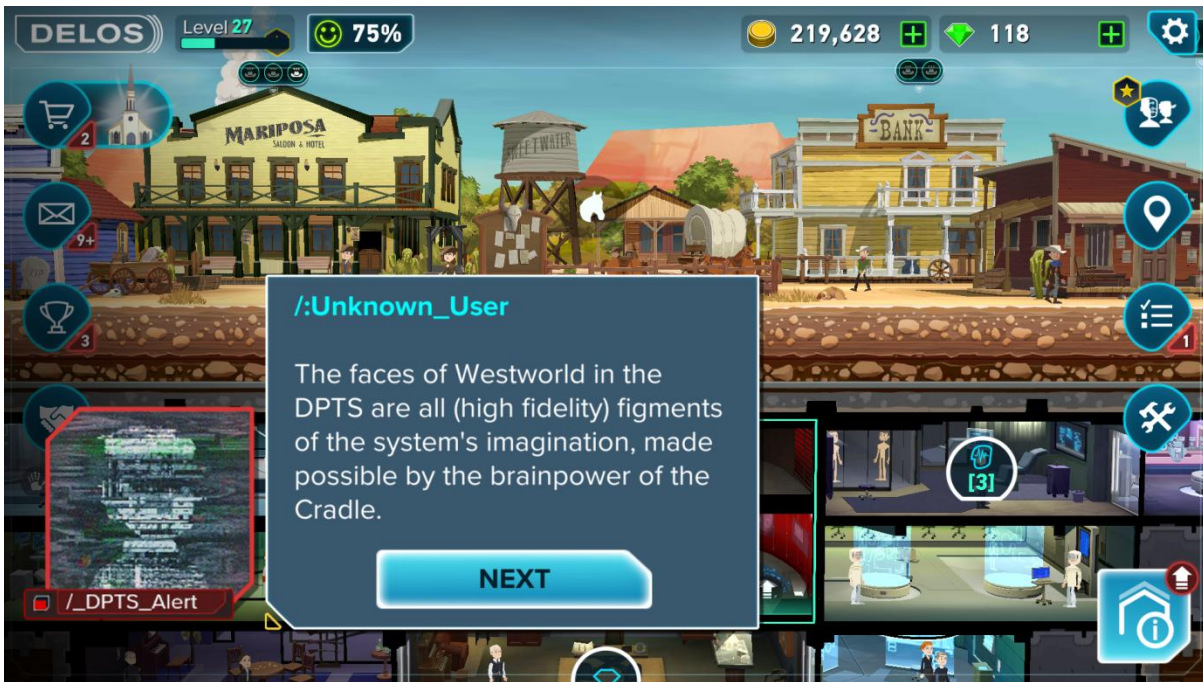 DELOS
Level 27
75%
219,628
118
2
MARIPOSA
SALOON & HOTEL
SWEETWATER
BANK
9+
3
1
/:Unknown_User
The faces of Westworld in the
DPTS are all (high fidelity) figments
of the system's imagination, made
possible by the brainpower of the
Cradle.
NEXT
[3]
/_DPTS_Alert